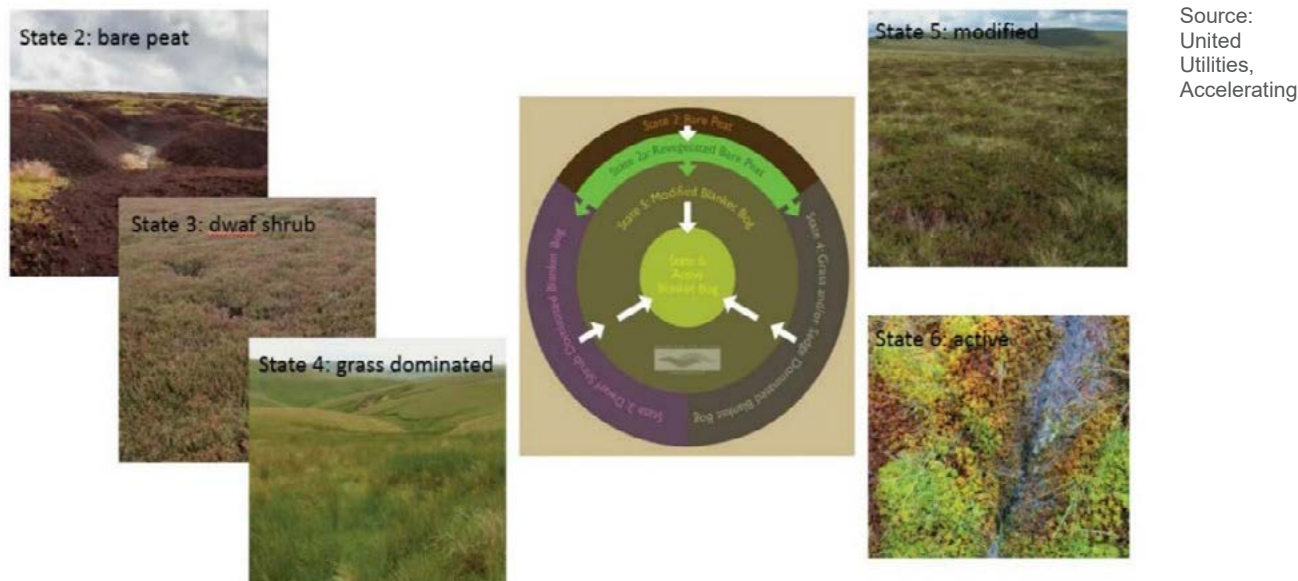 State 2: bare peat
State 3: dwaf shrub
State 4: grass dominated
State 2: Bare Peat
State 2a: Revegetated Bare Peat
State 5: Modified Blanket Bog
State 6:
Active
Blanket Bog
State 3: Dwarf Shrub Dominated Blanket Bog
State 4: Grass and/or Sedge Dominated Blanket Bog
State 5: modified
State 6: active
Source:
United
Utilities,
Accelerating